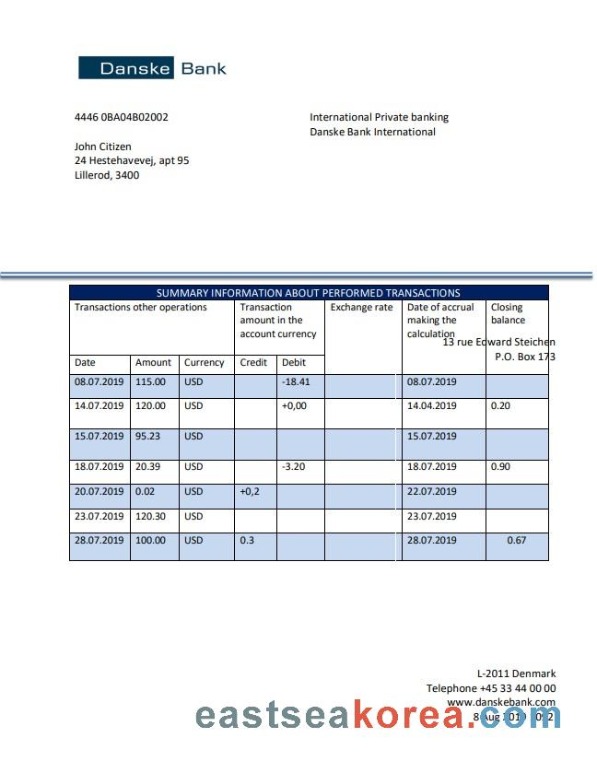 Danske Bank
4446 0BA04B02002
International Private banking
Danske Bank International
John Citizen
24 Hestehavevej, apt 95
Lillerod, 3400
SUMMARY INFORMATION ABOUT PERFORMED TRANSACTIONS
Transactions other operations
Transaction
amount in the
account currency
Exchange rate
Date of accrual
making the
calculation
Closing
balance
13 rue Edward Steichen
P.O. Box 173
Date Amount Currency Credit Debit
08.07.2019 115.00 USD -18.41 08.07.2019
14.07.2019 120.00 USD +0,00 14.04.2019 0.20
15.07.2019 95.23 USD 15.07.2019
18.07.2019 20.39 USD -3.20 18.07.2019 0.90
20.07.2019 0.02 USD +0,2 22.07.2019
23.07.2019 120.30 USD 23.07.2019
28.07.2019 100.00 USD 0.3 28.07.2019 0.67
L-2011 Denmark
Telephone +45 33 44 00 00
www.danskebank.com
8 Aug 2019
eastseakorea.com